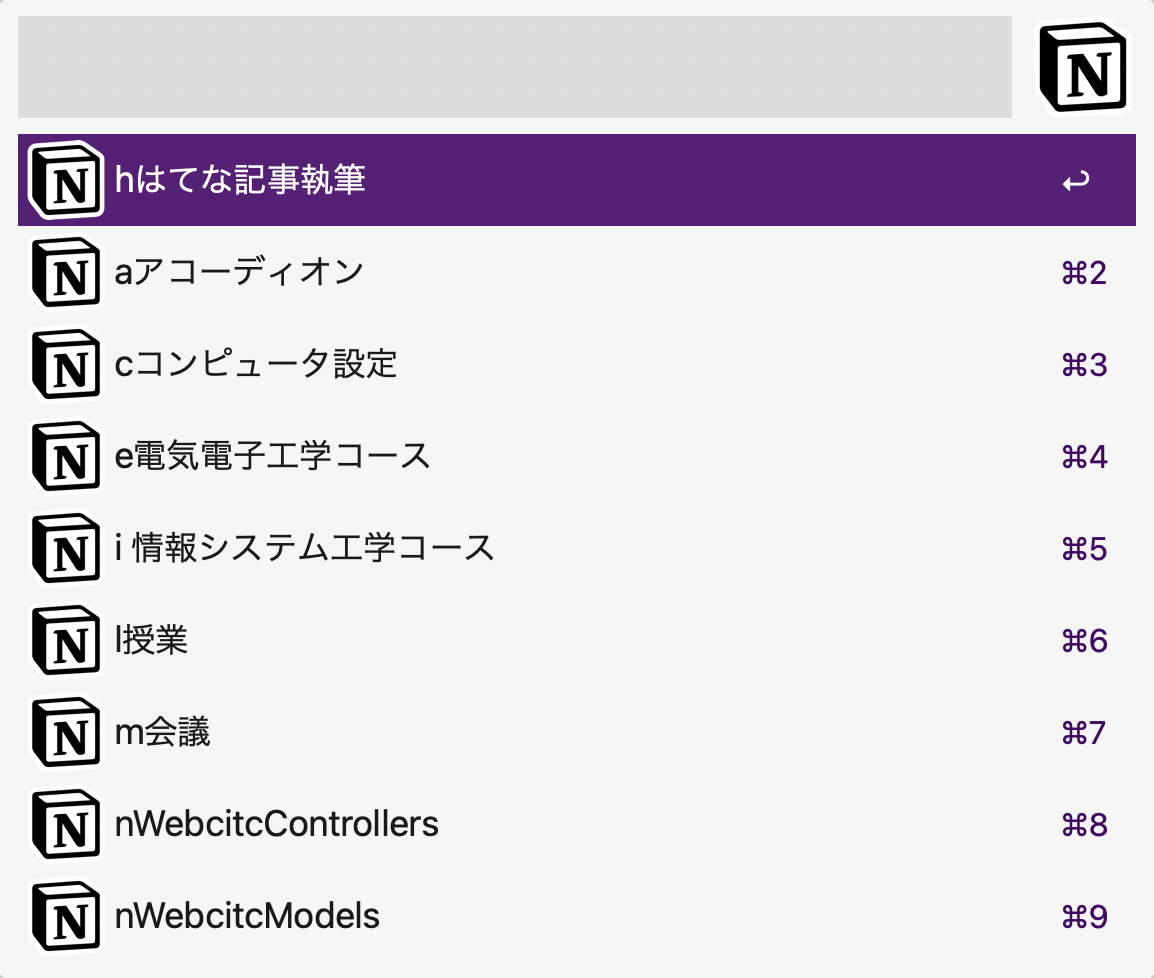 N
hはてな記事執筆 ↩
aアコーディオン ⌘2
cコンピュータ設定 ⌘3
e電気電子工学コース ⌘4
i 情報システム工学コース ⌘5
l授業 ⌘6
m会議 ⌘7
nWebcitcControllers ⌘8
nWebcitcModels ⌘9